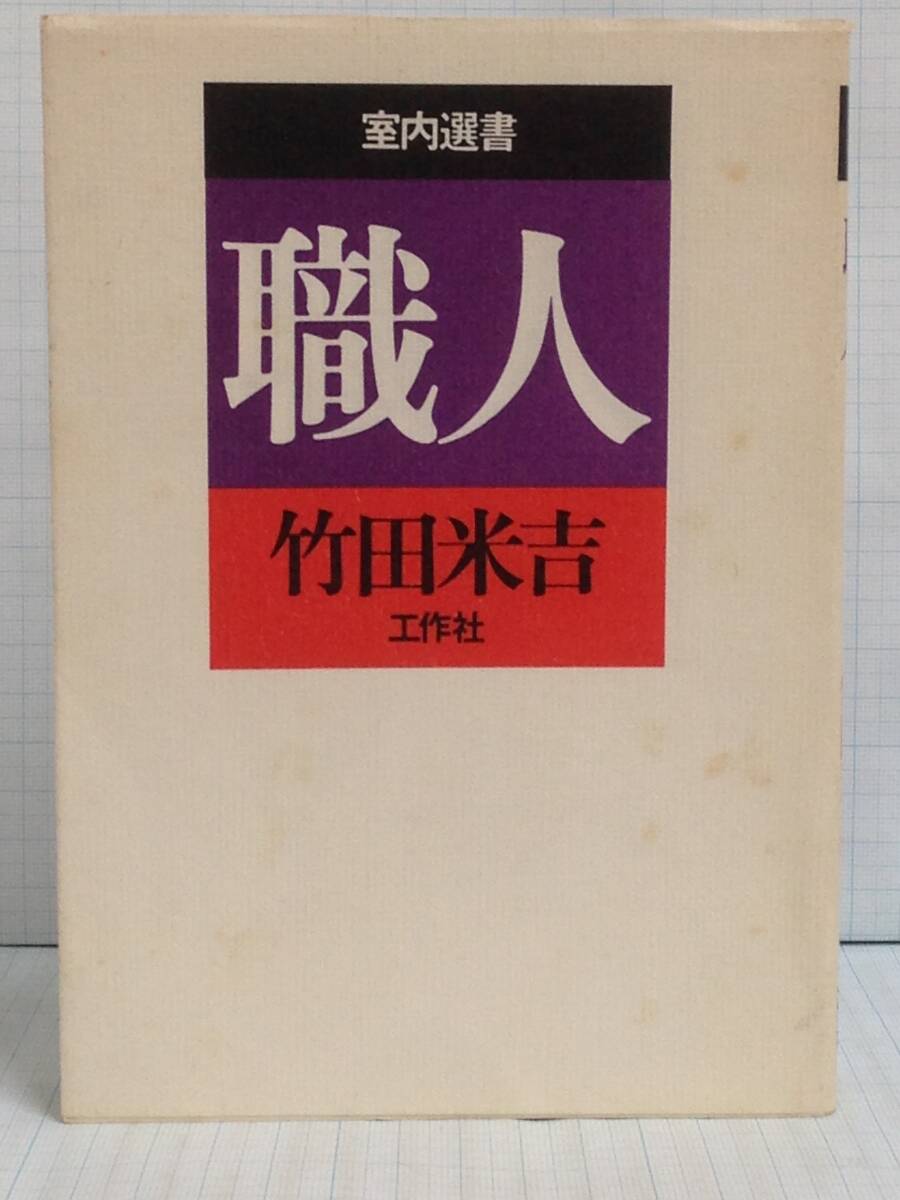 室内選書
職人
竹田米吉
工作社